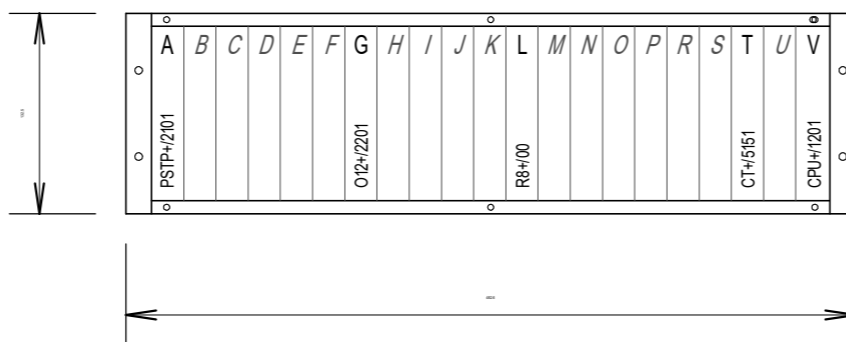 A B C D E F G H I J K L M N O P R S T U V
PSTP+/2101
O12+/2201
R8+/00
CT+/5151
CPU+/1201